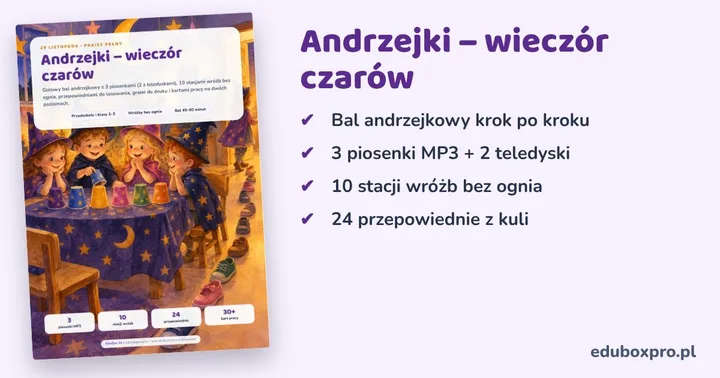 29 LISTOPADA • PAKIET PEŁNY
Andrzejki – wieczór
czarów
Gotowy bal andrzejkowy z 3 piosenkami (2 z teledyskami), 10 stacjami wróżb bez
ognia, przepowiedniami do losowania, grami do druku i kartami pracy na dwóch
poziomach.
Przedszkole i klasy 1–3
Wróżby bez ognia
Bal 45–90 minut
3
piosenki MP3
10
stacji wróżb
24
przepowiednie
30+
kart pracy
Andrzejki – wieczór
czarów
✔ Bal andrzejkowy krok po kroku
✔ 3 piosenki MP3 + 2 teledyski
✔ 10 stacji wróżb bez ognia
✔ 24 przepowiednie z kuli
eduboxpro.pl